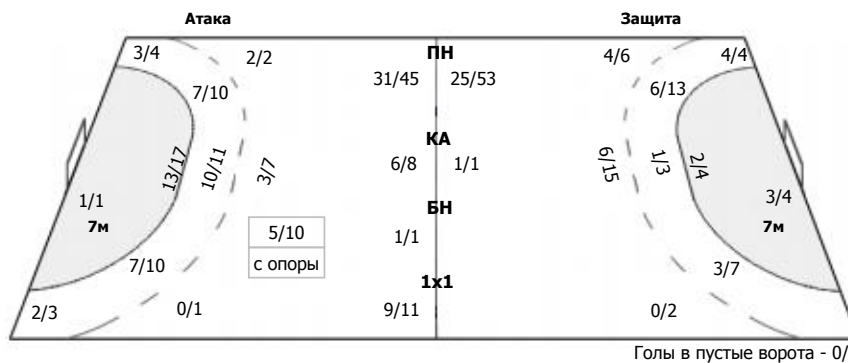 Атака Защита
3/4 2/2 ПН 4/6 4/4
7/10 31/45 25/53 6/13
КА
13/17 10/11 3/7 6/8 1/1 6/15 1/3 2/4
1/1 3/4
7м БН 7м
5/10 1/1
7/10 с опоры 3/7
1x1
2/3 0/1 9/11 0/2
Голы в пустые ворота - 0/